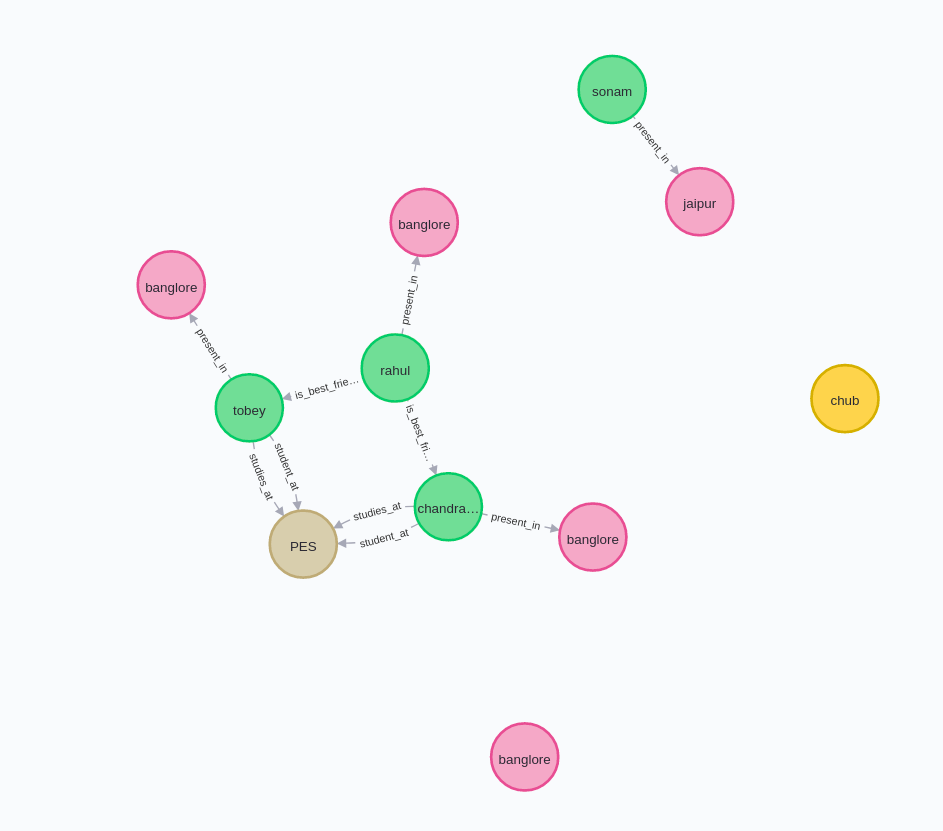 sonam
present_in
jaipur
banglore
banglore
present_in
present_in
rahul
is_best_frie…
tobey
chub
is_best_fri…
student_at
studies_at
chandra…
studies_at
present_in
student_at
PES
banglore
banglore